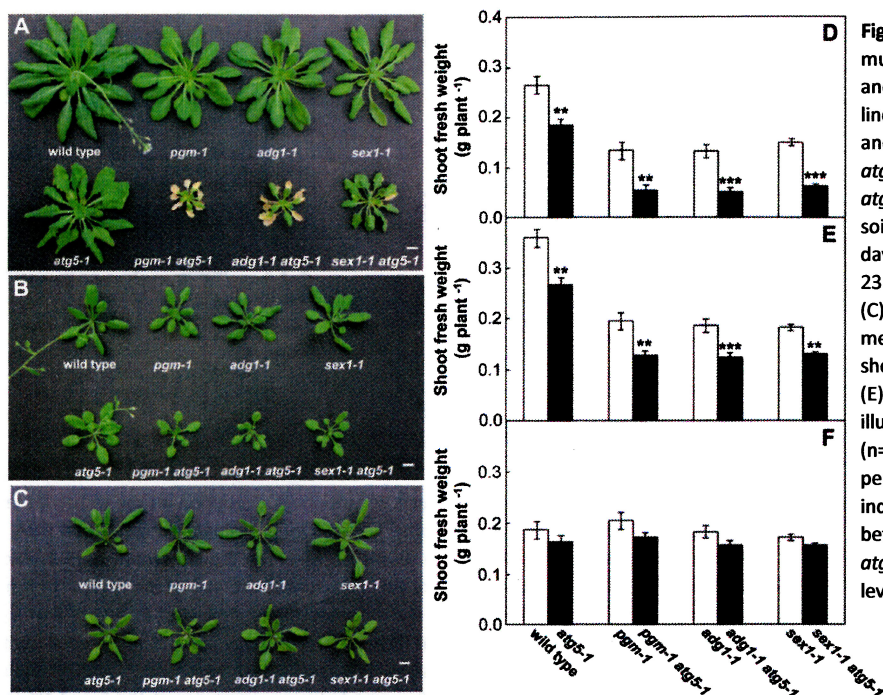 A
wild type pgm-1 adg1-1 sex1-1
atg5-1 pgm-1 atg5-1 adg1-1 atg5-1 sex1-1 atg5-1
B
wild type pgm-1 adg1-1 sex1-1
atg5-1 pgm-1 atg5-1 adg1-1 atg5-1 sex1-1 atg5-1
C
wild type pgm-1 adg1-1 sex1-1
atg5-1 pgm-1 atg5-1 adg1-1 atg5-1 sex1-1 atg5-1
Shoot fresh weight
(g plant -1)
0.4
0.3
0.2
0.1
0.0
D
** ** *** ***
Shoot fresh weight
(g plant -1)
0.3
0.2
0.1
0.0
E
** ** *** **
Shoot fresh weight
(g plant -1)
0.3
0.2
0.1
0.0
F
wild type
atg5-1
pgm-1
pgm-1 atg5-1
adg1-1
adg1-1 atg5-1
sex1-1
sex1-1 atg5-1
Fig
mu
and
line
and
atg
atg
soi
day
23
(C)
me
sho
(E)
illu
(n=
pe
ind
be
atg
lev